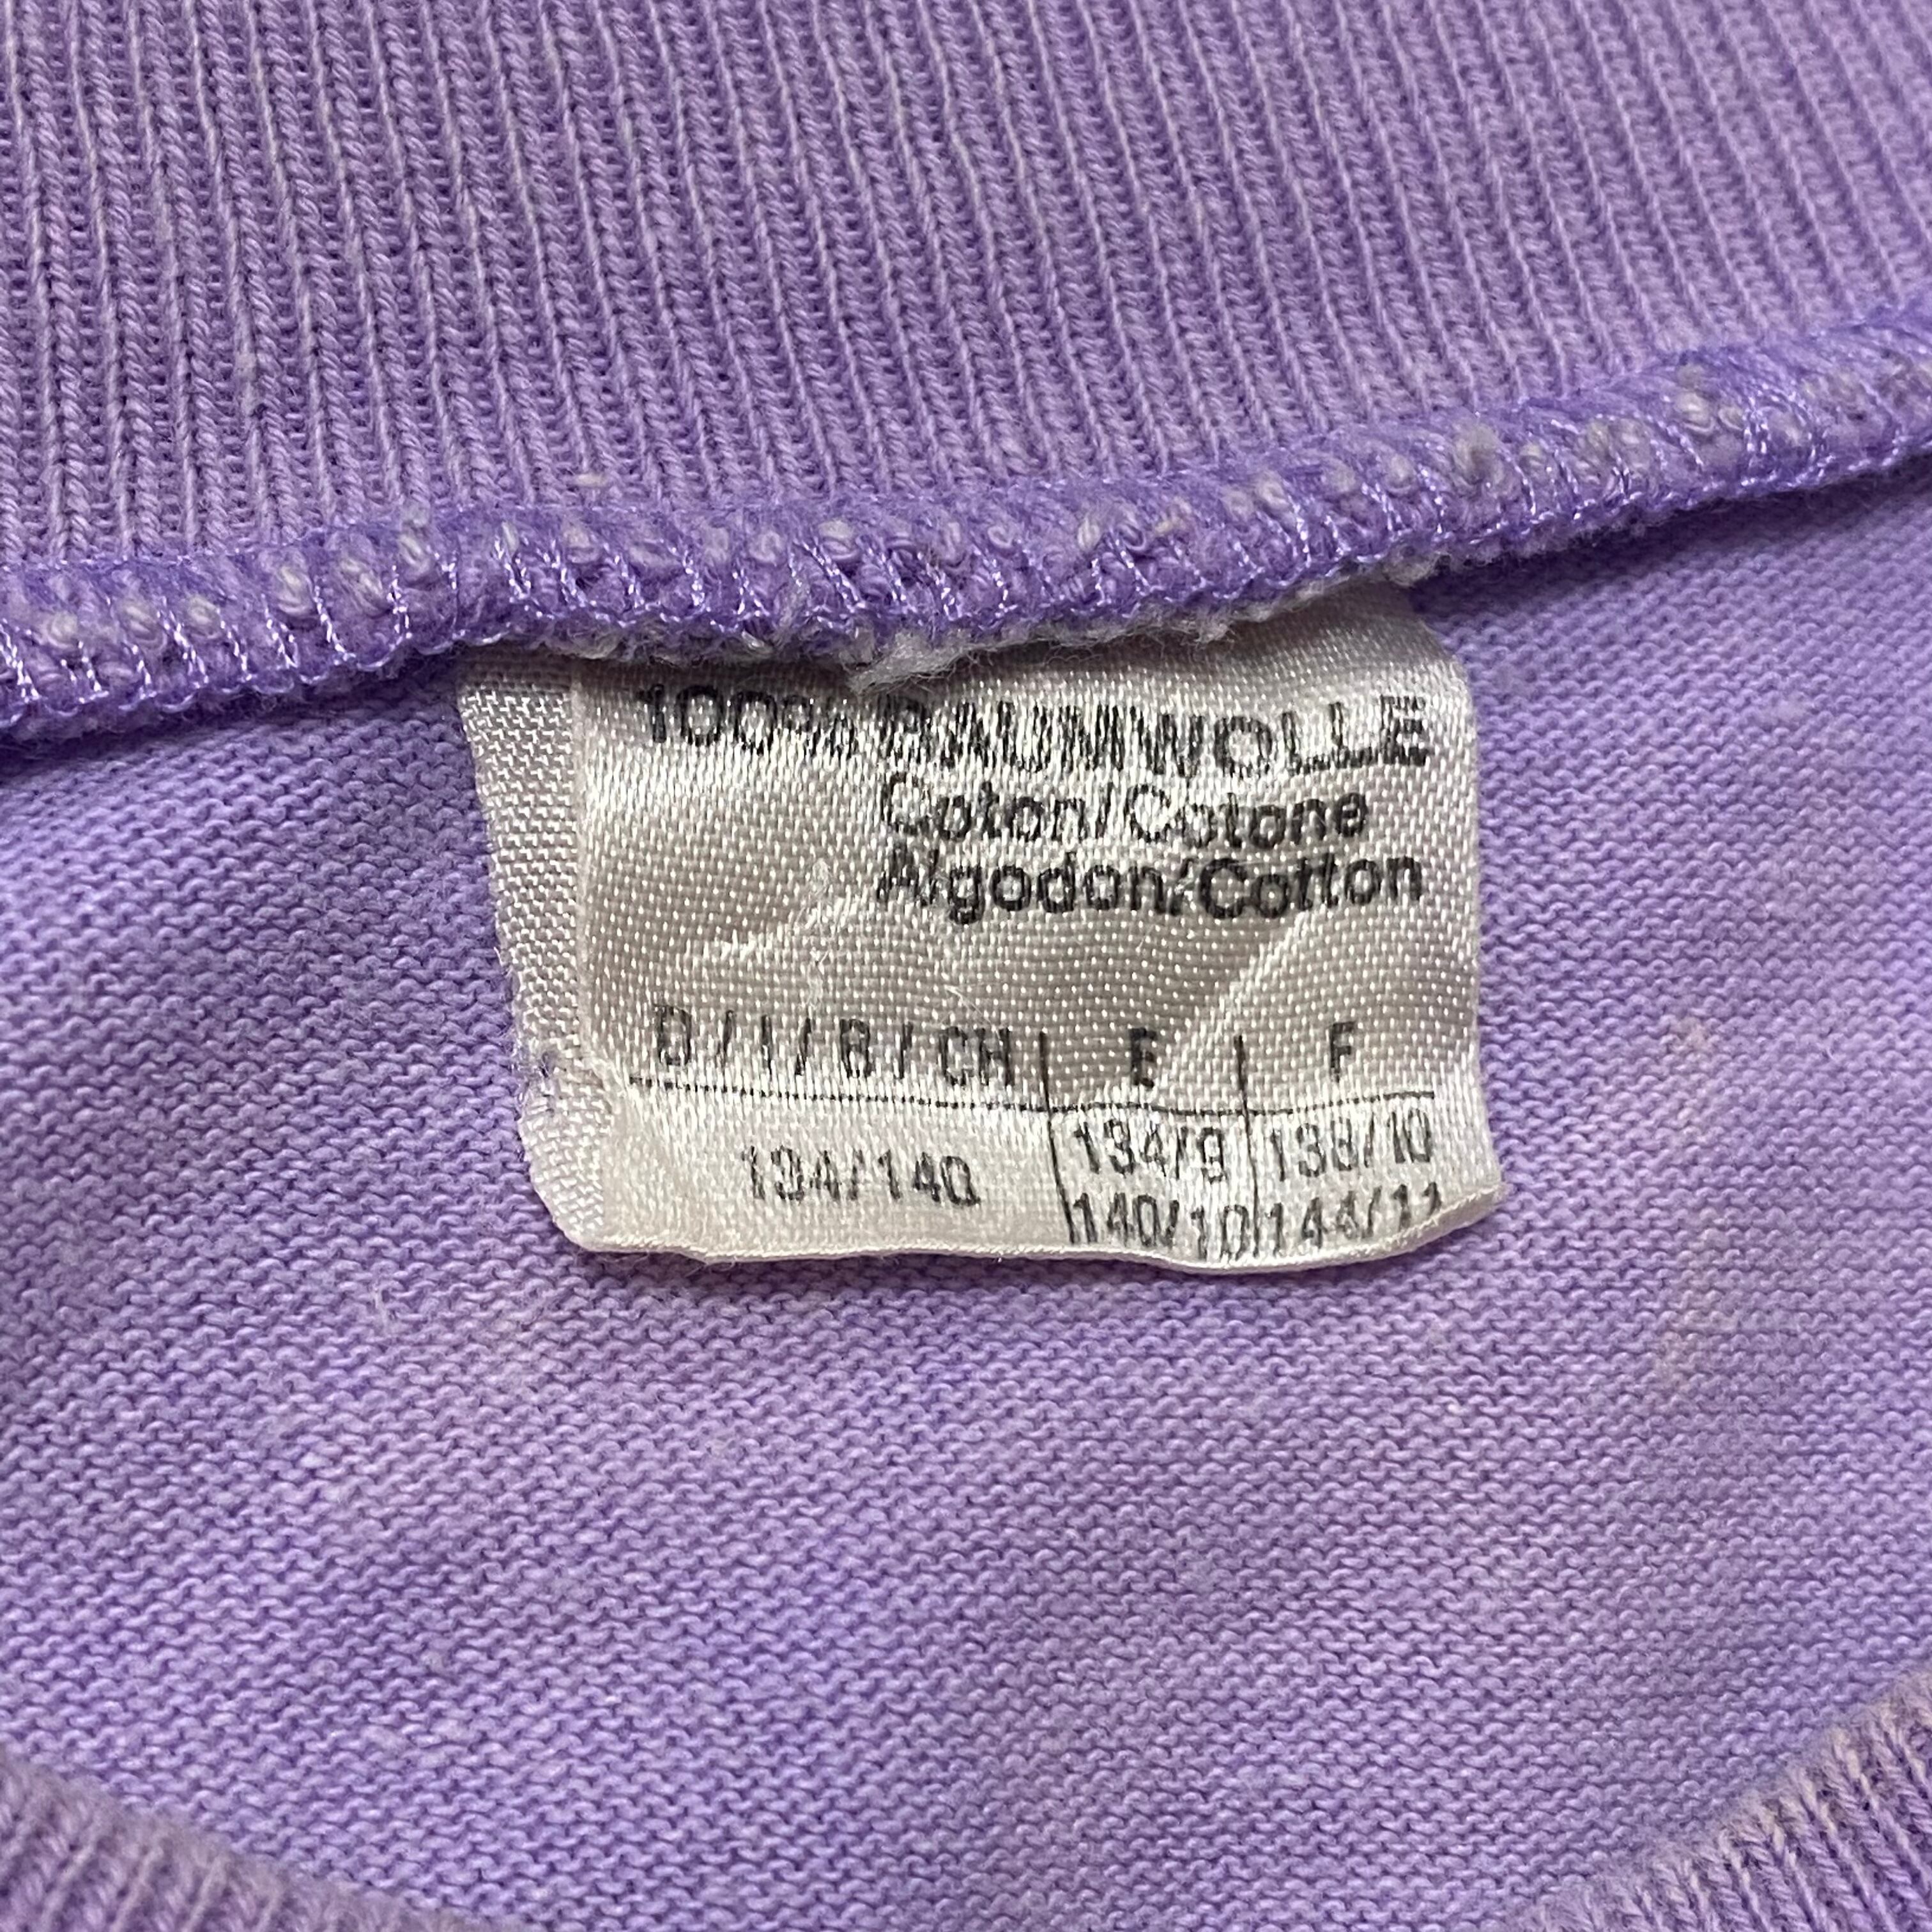 100% BAUMWOLLE
Coton/Cotone
Algodon/Cotton
D / I / B / CH | E | F
134/140 | 134/9 | 138/10
140/10 | 144/11